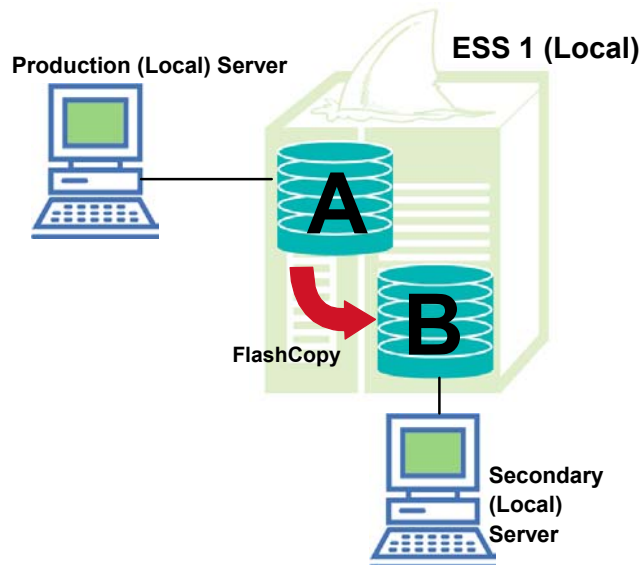 ESS 1 (Local)
Production (Local) Server
A
B
FlashCopy
Secondary
(Local)
Server